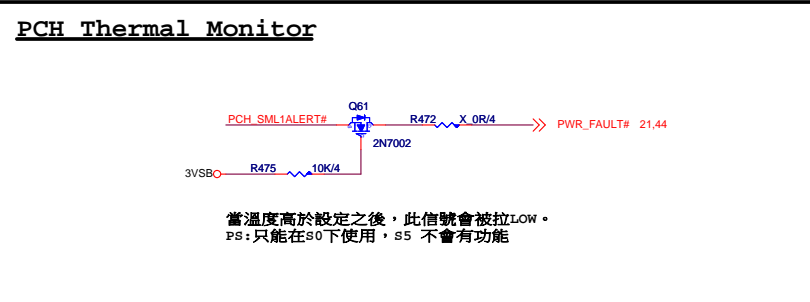 PCH Thermal Monitor
Q61
PCH_SML1ALERT# R472 X_0R/4 PWR_FAULT# 21,44
2N7002
3VSB R475 10K/4
當溫度高於設定之後，此信號會被拉LOW。
PS:只能在S0下使用，S5 不會有功能